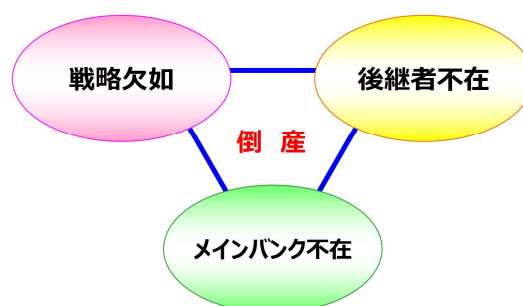 戦略欠如
後継者不在
倒 産
メインバンク不在